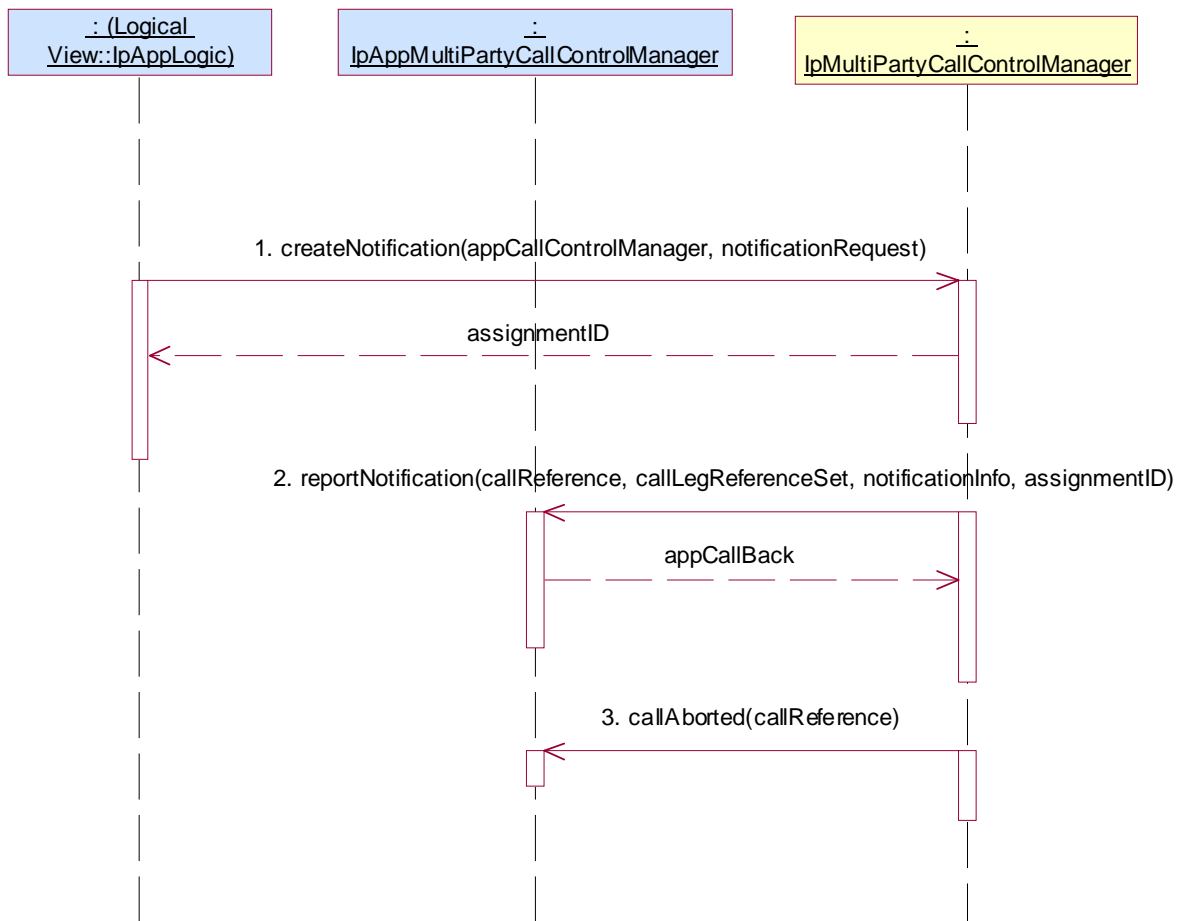 : (Logical
View::IpAppLogic)
:
IpAppMultiPartyCallControlManager
:
IpMultiPartyCallControlManager
1. createNotification(appCallControlManager, notificationRequest)
assignmentID
2. reportNotification(callReference, callLegReferenceSet, notificationInfo, assignmentID)
appCallBack
3. callAborted(callReference)